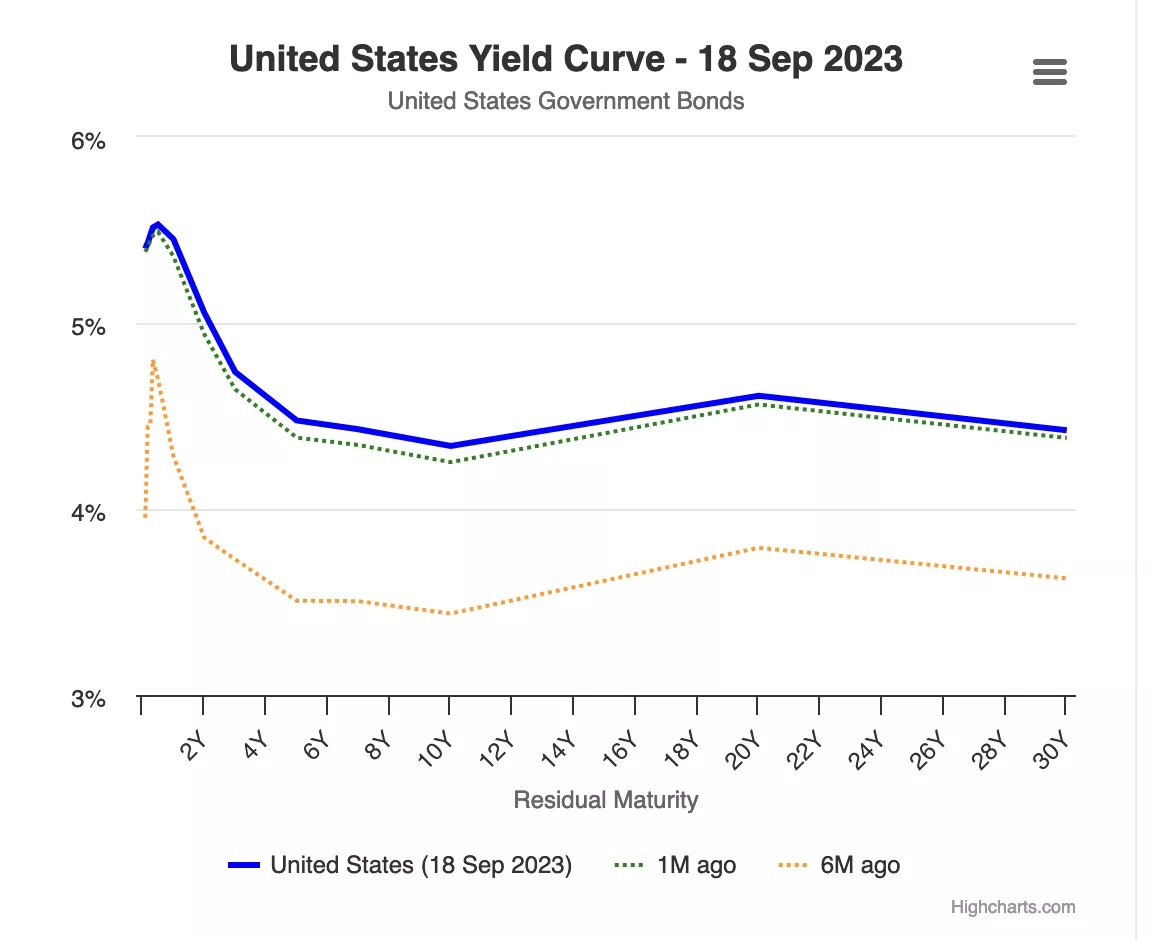 United States Yield Curve - 18 Sep 2023
United States Government Bonds
6%
5%
4%
3%
2Y 4Y 6Y 8Y 10Y 12Y 14Y 16Y 18Y 20Y 22Y 24Y 26Y 28Y 30Y
Residual Maturity
United States (18 Sep 2023) 1M ago 6M ago
Highcharts.com